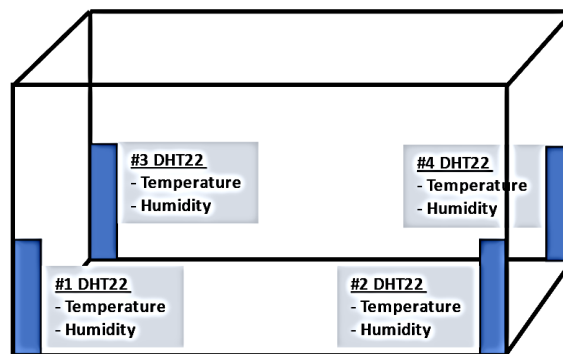 #3 DHT22
- Temperature
- Humidity
#4 DHT22
- Temperature
- Humidity
#1 DHT22
- Temperature
- Humidity
#2 DHT22
- Temperature
- Humidity